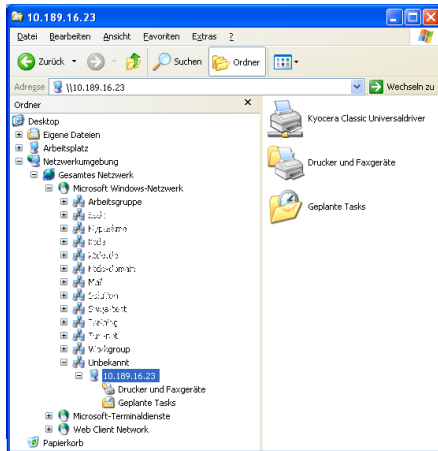 10.189.16.23
Datei Bearbeiten Ansicht Favoriten Extras ?
Zurück Suchen Ordner
Adresse \\10.189.16.23 Wechseln zu
Ordner x
Desktop
Eigene Dateien
Arbeitsplatz
Netzwerkumgebung
Gesamtes Netzwerk
Microsoft Windows-Netzwerk
Arbeitsgruppe
Mail
Training
Workgroup
Unbekannt
10.189.16.23
Drucker und Faxgeräte
Geplante Tasks
Microsoft-Terminaldienste
Web Client Network
Papierkorb
Kyocera Classic Universaldriver
Drucker und Faxgeräte
Geplante Tasks